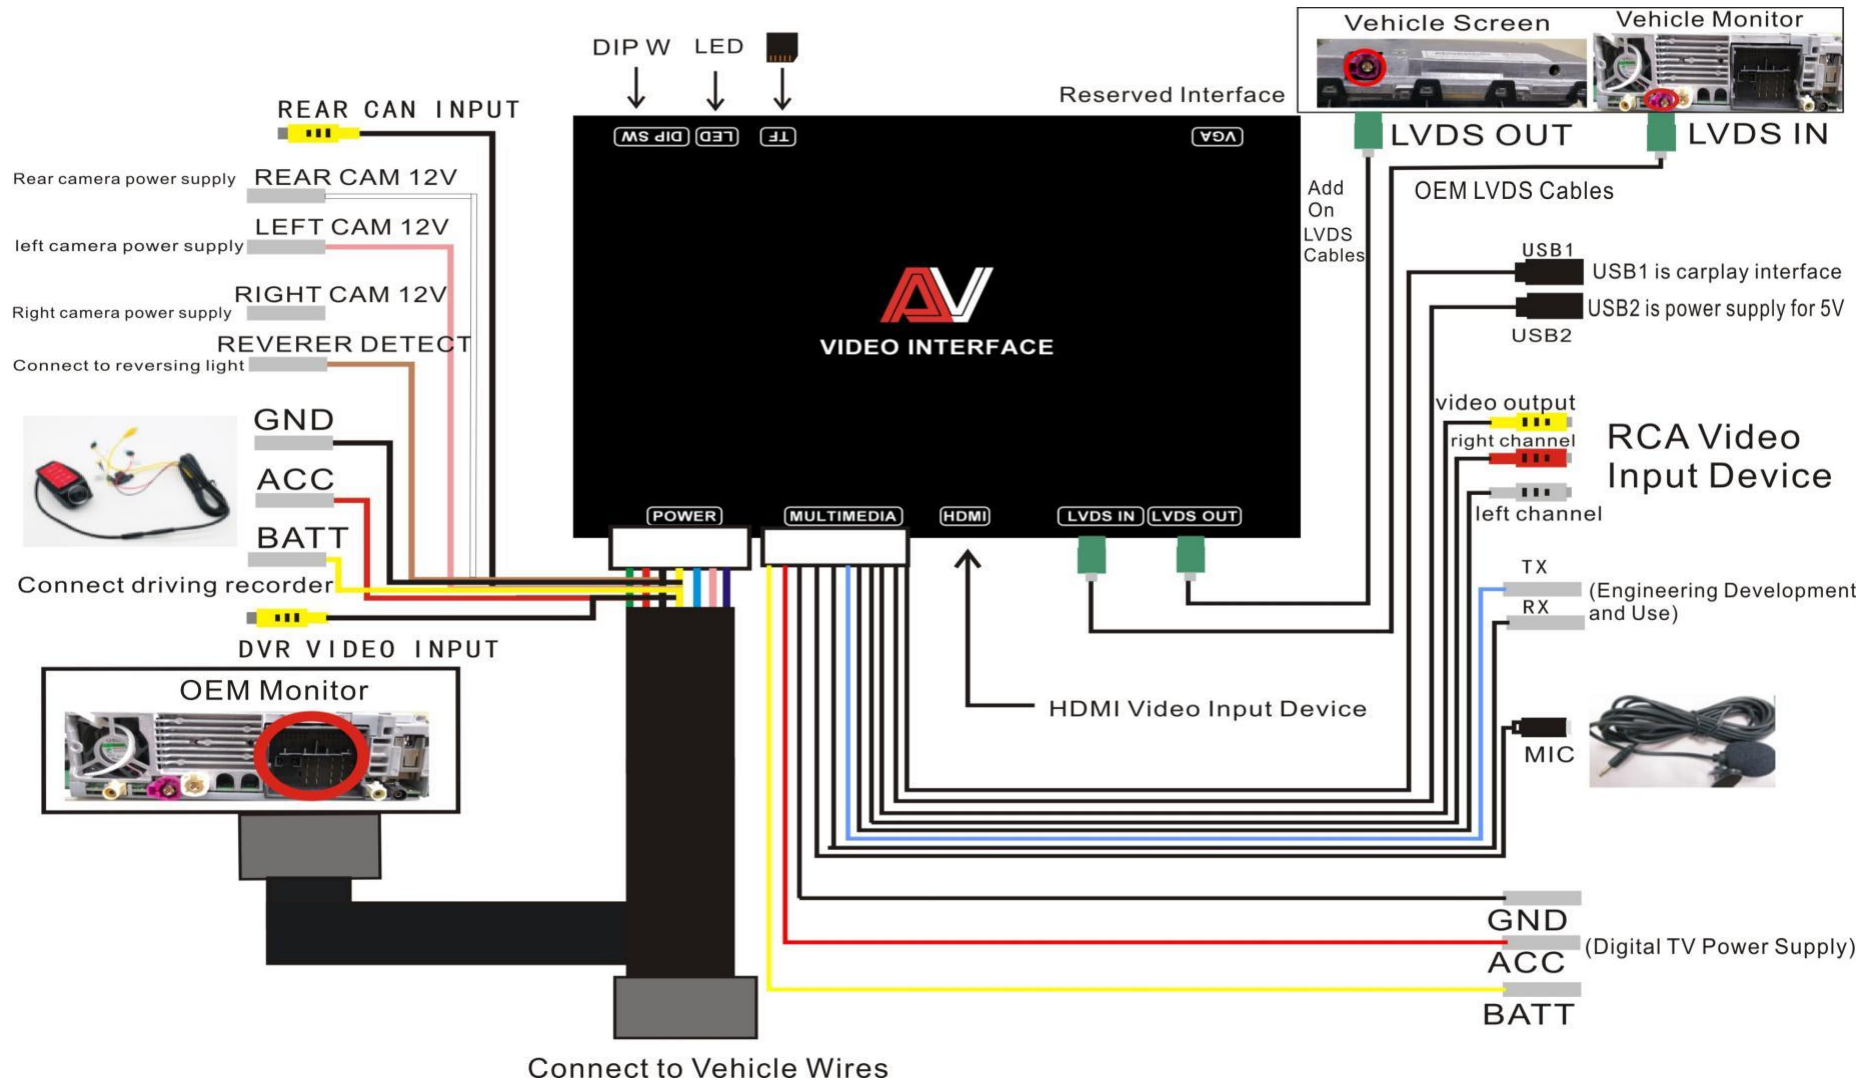 DIP W LED
Vehicle Screen
Vehicle Monitor
Reserved Interface
REAR CAN INPUT
DIP SW
LED
TF
VGA
LVDS OUT
LVDS IN
Rear camera power supply
REAR CAM 12V
Add
On
LVDS
Cables
OEM LVDS Cables
left camera power supply
LEFT CAM 12V
USB1
USB1 is carplay interface
USB2 is power supply for 5V
USB2
Right camera power supply
RIGHT CAM 12V
REVERER DETECT
Connect to reversing light
AV
VIDEO INTERFACE
GND
ACC
BATT
Connect driving recorder
DVR VIDEO INPUT
video output
right channel
left channel
RCA Video
Input Device
POWER
MULTIMEDIA
HDMI
LVDS IN
LVDS OUT
TX
RX
(Engineering Development
and Use)
OEM Monitor
HDMI Video Input Device
MIC
GND
ACC
(Digital TV Power Supply)
BATT
Connect to Vehicle Wires